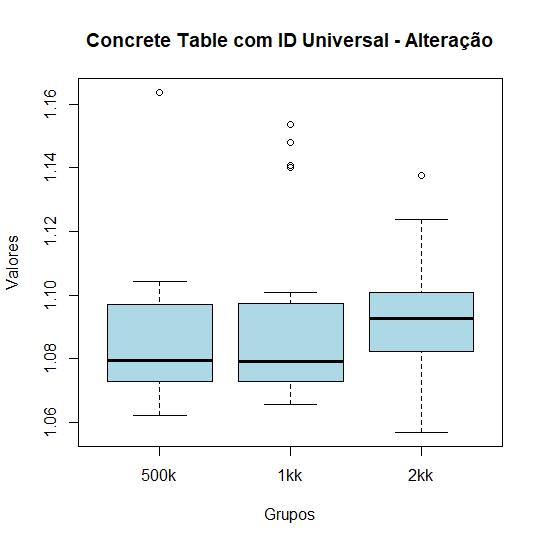 Concrete Table com ID Universal - Alteração
Valores
1.16
1.14
1.12
1.10
1.08
1.06
500k
1kk
2kk
Grupos